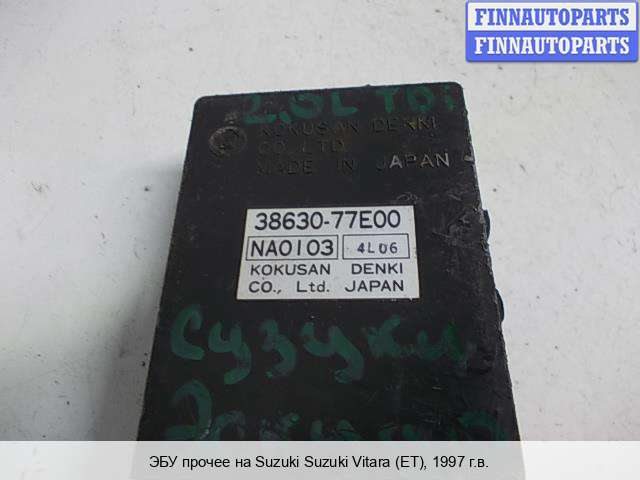 FINNAUTOPARTS
FINNAUTOPARTS
2,0L TDi
KOKUSAN DENKI
CO., LTD.
MADE IN JAPAN
38630-77E00
NA0103 4L06
KOKUSAN DENKI
CO., Ltd. JAPAN
Сузуки
ЭБУ прочее на Suzuki Suzuki Vitara (ET), 1997 г.в.